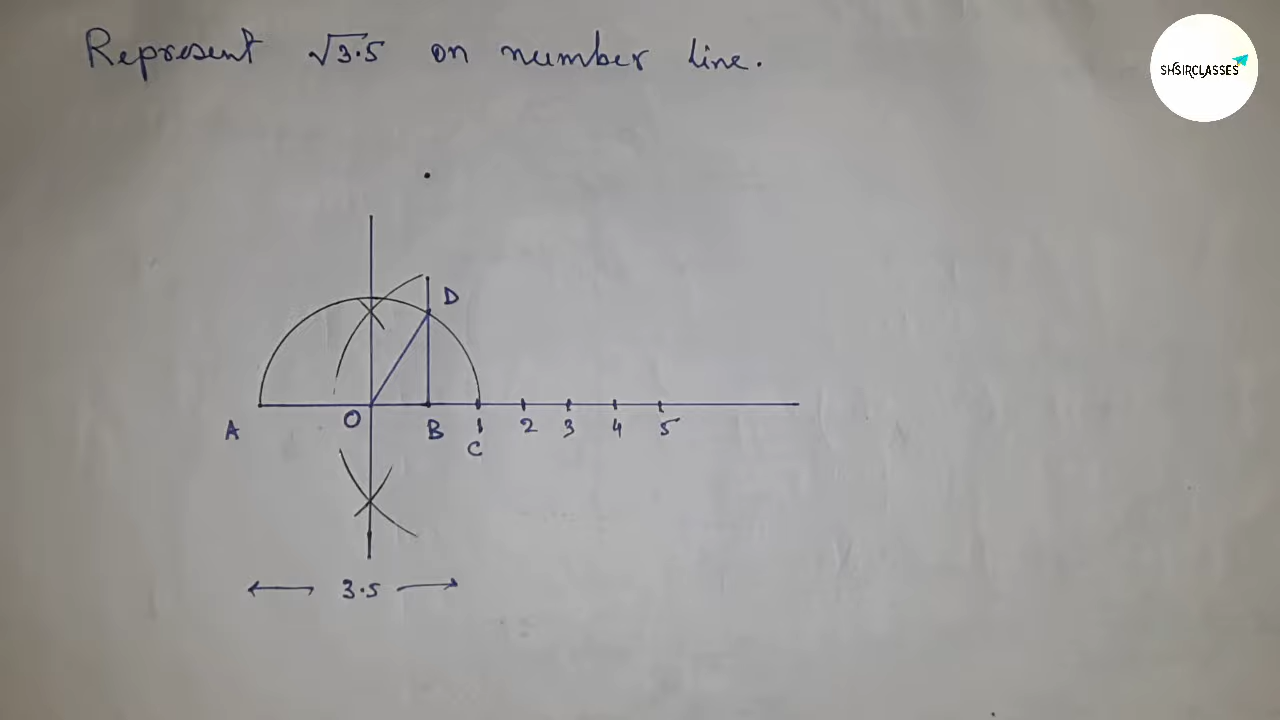 Represent √3.5 on number line.
SHSIRCLASSES
D
A O B 1 2 3 4 5
C
3.5